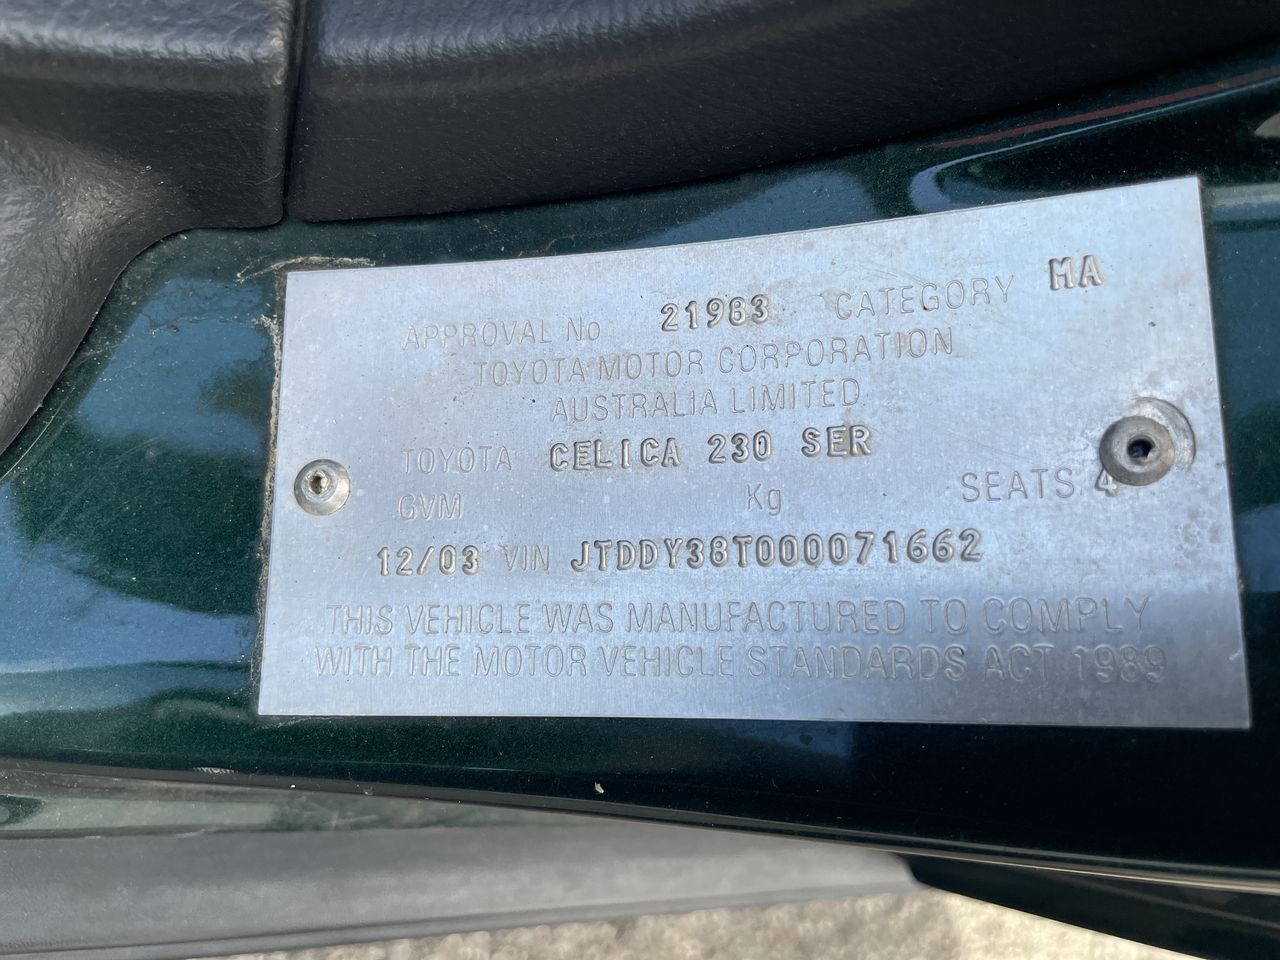 APPROVAL No 21983 CATEGORY MA
TOYOTA MOTOR CORPORATION
AUSTRALIA LIMITED
TOYOTA CELICA 230 SER
GVM Kg SEATS 4
12/03 VIN JTDDY38T000071662
THIS VEHICLE WAS MANUFACTURED TO COMPLY
WITH THE MOTOR VEHICLE STANDARDS ACT 1989